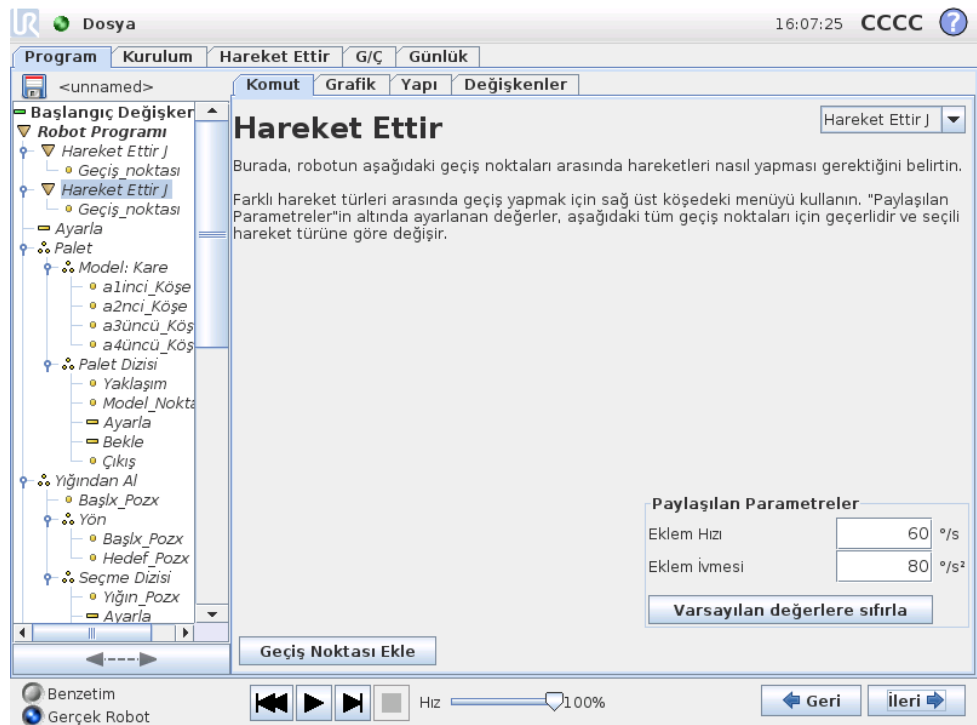 UR Dosya 16:07:25 CCCC ?
Program Kurulum Hareket Ettir G/Ç Günlük
<unnamed>
Komut Grafik Yapı Değişkenler
Başlangıç Değişker
Robot Programı
Hareket Ettir J
Geçiş_noktası
Hareket Ettir J
Geçiş_noktası
Ayarla
Palet
Model: Kare
a1inci_Köşe
a2nci_Köşe
a3üncü_Köş
a4üncü_Köş
Palet Dizisi
Yaklaşım
Model_Nokta
Ayarla
Bekle
Çıkış
Yığından Al
Başlx_Pozx
Yön
Başlx_Pozx
Hedef_Pozx
Seçme Dizisi
Yığın_Pozx
Ayarla
Hareket Ettir
Hareket Ettir J
Burada, robotun aşağıdaki geçiş noktaları arasında hareketleri nasıl yapması gerektiğini belirtin.
Farklı hareket türleri arasında geçiş yapmak için sağ üst köşedeki menüyü kullanın. "Paylaşılan
Parametreler"in altında ayarlanan değerler, aşağıdaki tüm geçiş noktaları için geçerlidir ve seçili
hareket türüne göre değişir.
Paylaşılan Parametreler
Eklem Hızı 60 °/s
Eklem İvmesi 80 °/s²
Varsayılan değerlere sıfırla
Geçiş Noktası Ekle
Benzetim
Gerçek Robot
Hız 100%
Geri İleri